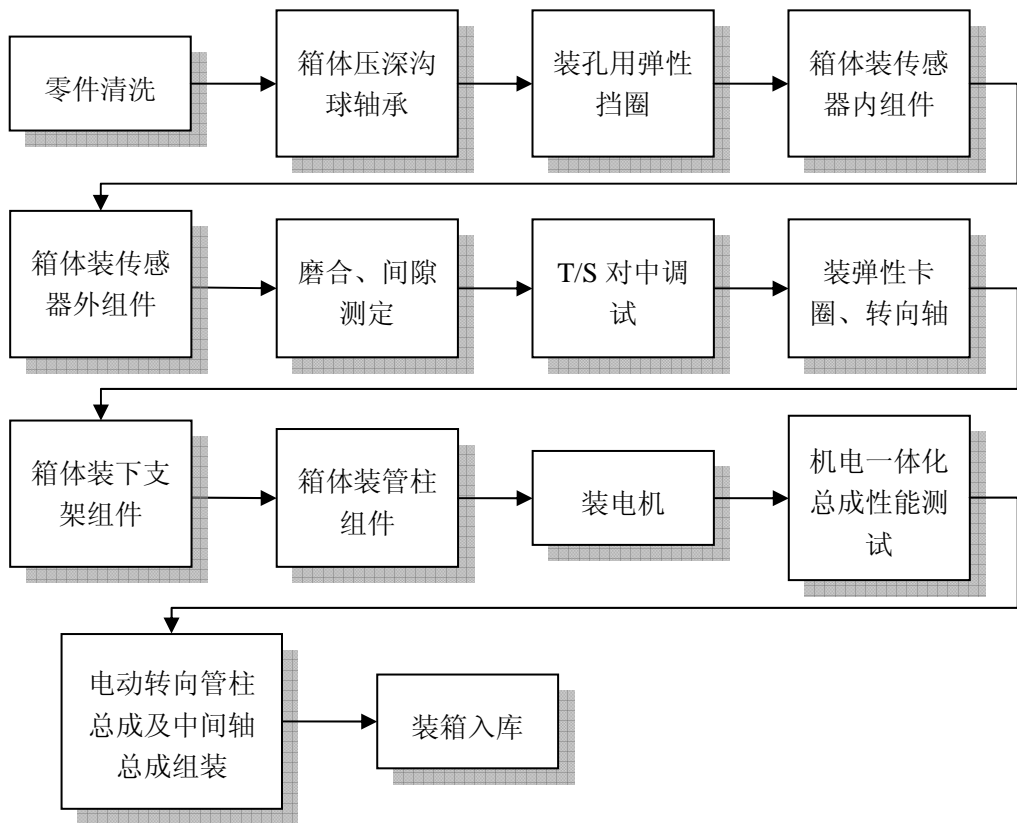 零件清洗
箱体压深沟
球轴承
装孔用弹性
挡圈
箱体装传感
器内组件
箱体装传感
器外组件
磨合、间隙
测定
T/S 对中调
试
装弹性卡
圈、转向轴
箱体装下支
架组件
箱体装管柱
组件
装电机
机电一体化
总成性能测
试
电动转向管柱
总成及中间轴
总成组装
装箱入库